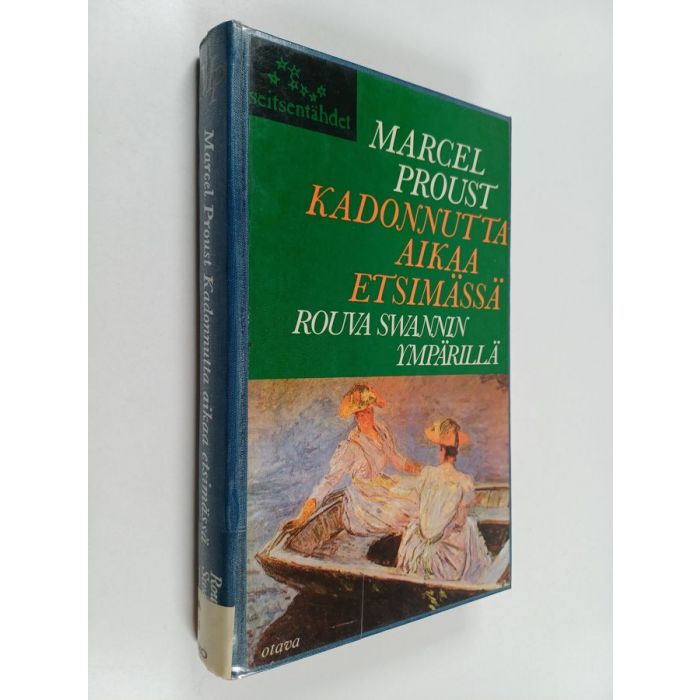 seitsentähdet
MARCEL
PROUST
KADONNUTTA
AIKAA
ETSIMÄSSÄ
ROUVA SWANNIN
YMPÄRILLÄ
otava
Marcel Proust Kadonnutta aikaa etsimässä